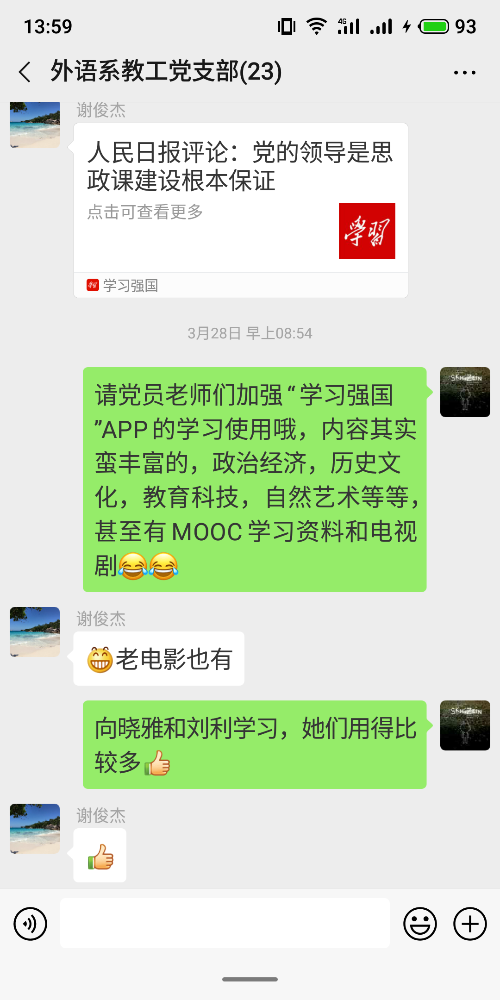 13:59
4G
93
外语系教工党支部(23)
谢俊杰
人民日报评论：党的领导是思
政课建设根本保证
点击可查看更多
學習
學習 学习强国
3月28日 早上08:54
请党员老师们加强“学习强国
”APP的学习使用哦，内容其实
蛮丰富的，政治经济，历史文
化，教育科技，自然艺术等等，
甚至有MOOC学习资料和电视
剧😂😂
SKHIZEIN
谢俊杰
😁老电影也有
向晓雅和刘利学习，她们用得比
较多👍
SKHIZEIN
谢俊杰
👍